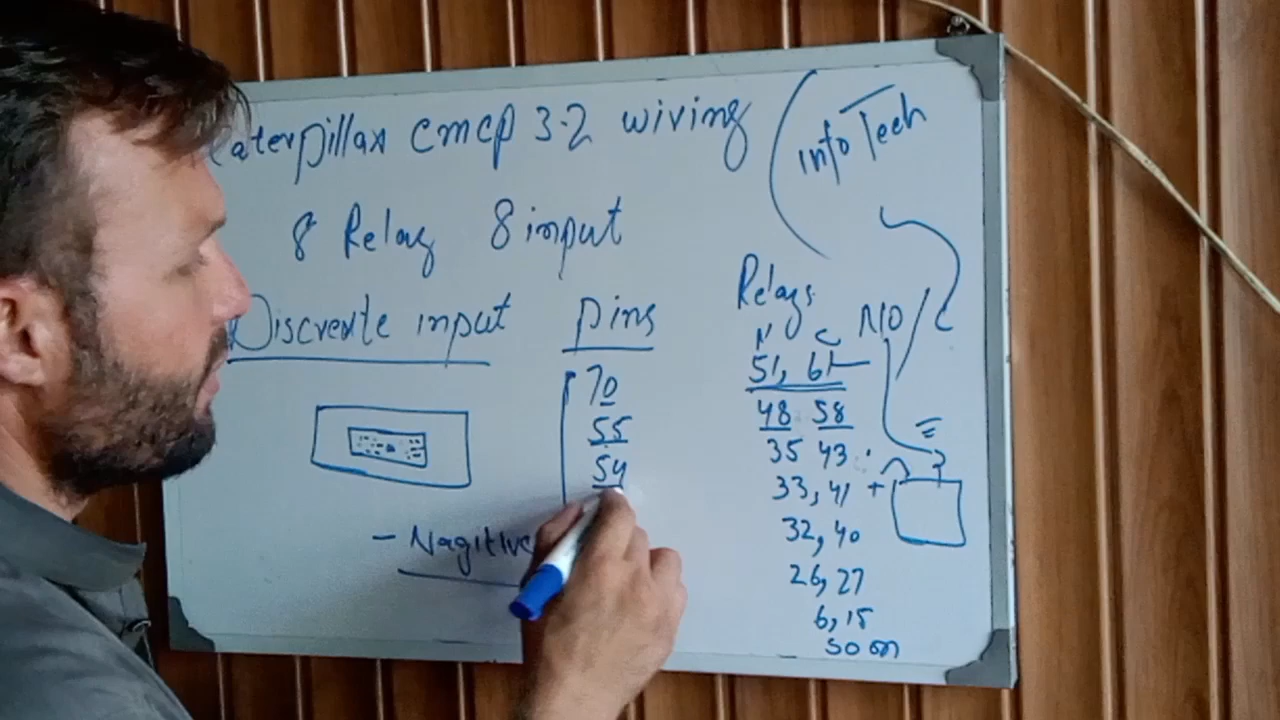 Caterpillar cmcp 3.2 wiring
info Tech
8 Relay 8 input
Discrete input
Pins
70
55
54
- Nagitive
Relays
N C N/O / C
51, 61
48 58
35 43
33, 41 +
32, 40
26, 27
6, 15
so on